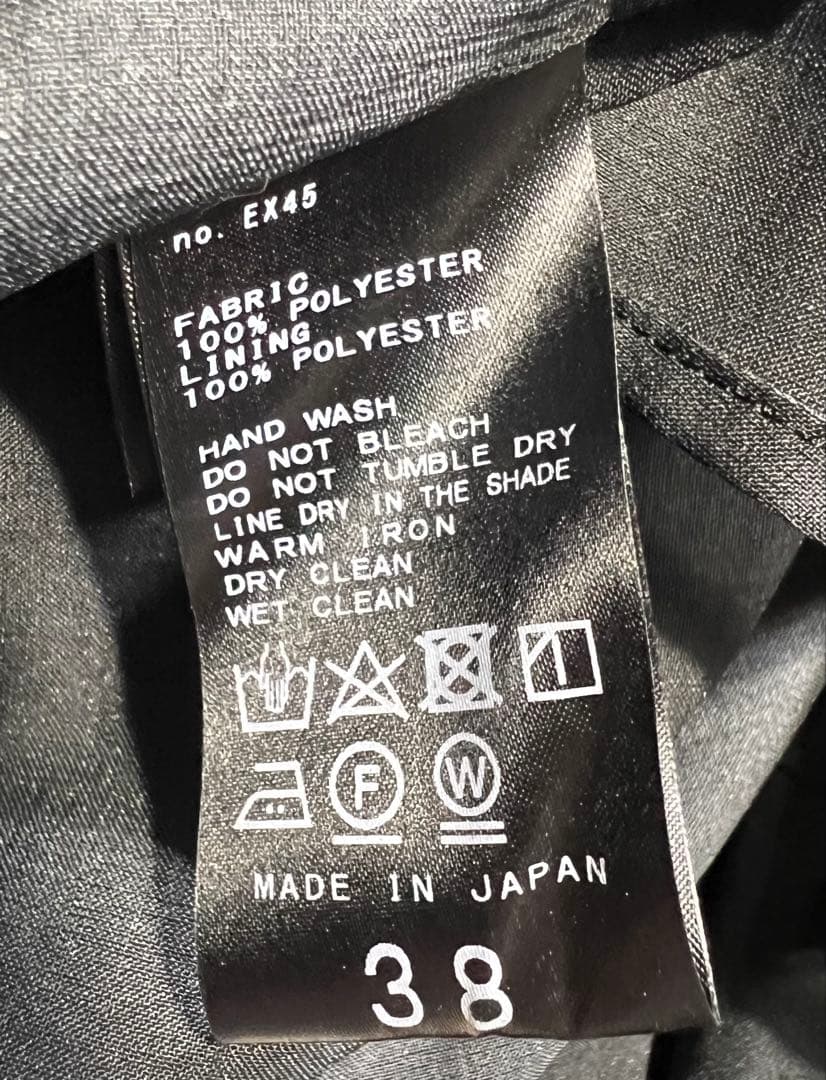 no. EX45
FABRIC
100% POLYESTER
LINING
100% POLYESTER
HAND WASH
DO NOT BLEACH
DO NOT TUMBLE DRY
LINE DRY IN THE SHADE
WARM IRON
DRY CLEAN
WET CLEAN
F W
MADE IN JAPAN
38